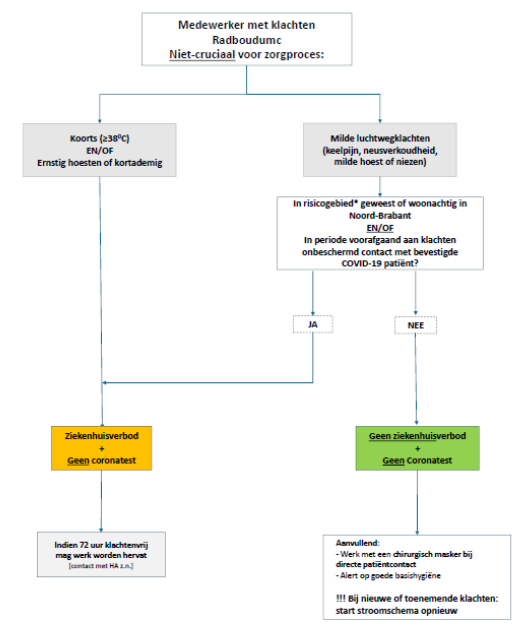 Medewerker met klachten
Radboudumc
Niet-cruciaal voor zorgproces:
Koorts (≥38⁰C)
EN/OF
Ernstig hoesten of kortademig
Milde luchtwegklachten
(keelpijn, neusverkoudheid,
milde hoest of niezen)
In risicogebied* geweest of woonachtig in
Noord-Brabant
EN/OF
In periode voorafgaand aan klachten
onbeschermd contact met bevestigde
COVID-19 patiënt?
JA
NEE
Ziekenhuisverbod
+
Geen coronatest
Geen ziekenhuisverbod
+
Geen Coronatest
Indien 72 uur klachtenvrij
mag werk worden hervat
[contact met HA z.n.]
Aanvullend:
- Werk met een chirurgisch masker bij
directe patiëntcontact
- Alert op goede basishygiëne
!!! Bij nieuwe of toenemende klachten:
start stroomschema opnieuw